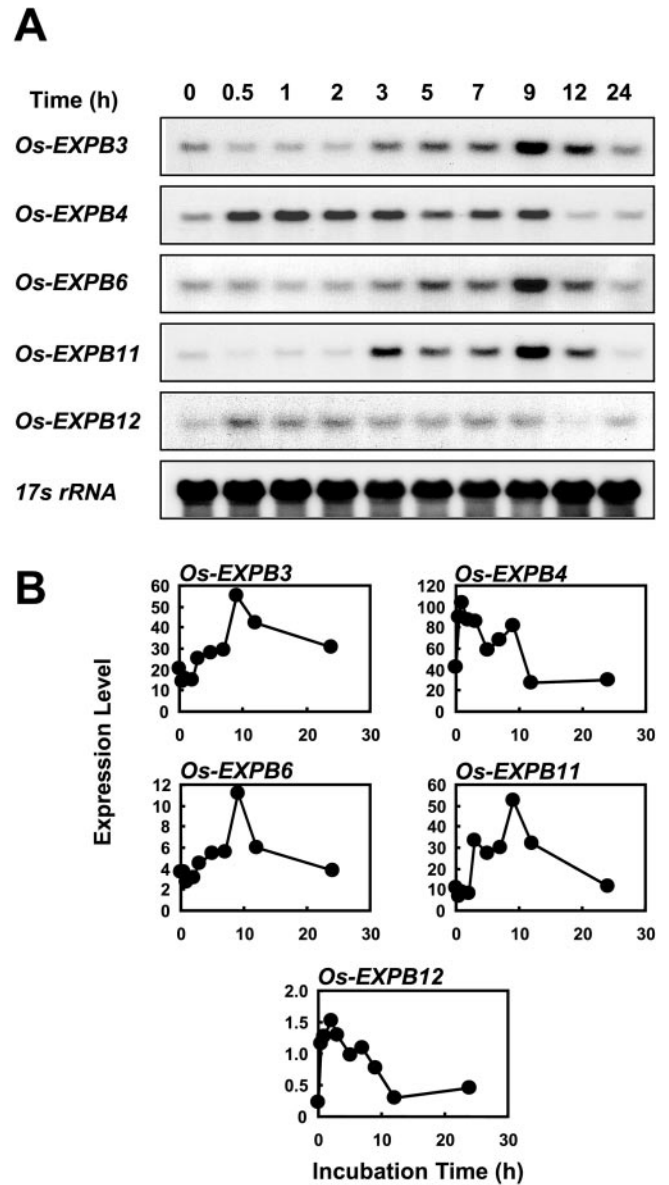 A
Time (h) 0 0.5 1 2 3 5 7 9 12 24
Os-EXPB3
Os-EXPB4
Os-EXPB6
Os-EXPB11
Os-EXPB12
17s rRNA
B
Expression Level
Os-EXPB3
60
50
40
30
20
10
0
0 10 20 30
Os-EXPB4
120
100
80
60
40
20
0
0 10 20 30
Os-EXPB6
12
10
8
6
4
2
0
0 10 20 30
Os-EXPB11
60
50
40
30
20
10
0
0 10 20 30
Os-EXPB12
2.0
1.5
1.0
0.5
0
0 10 20 30
Incubation Time (h)